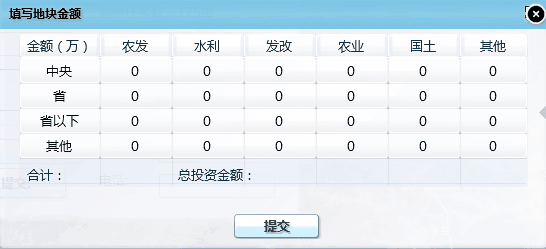 填写地块金额
金额（万） 农发 水利 发改 农业 国土 其他
中央 0 0 0 0 0 0
省 0 0 0 0 0 0
省以下 0 0 0 0 0 0
其他 0 0 0 0 0 0
合计： 总投资金额：
提交
提交